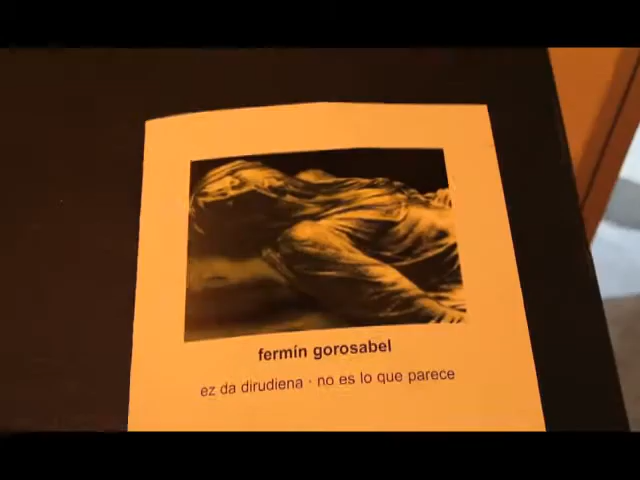 fermín gorosabel
ez da dirudiena · no es lo que parece